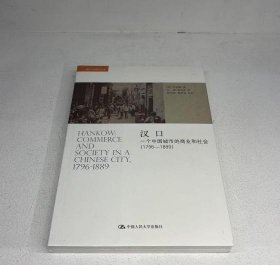 汉口
一个中国城市的商业和社会
(1796—1889)
HANKOW:
COMMERCE
AND
SOCIETY IN A
CHINESE CITY,
1796-1889
中国人民大学出版社